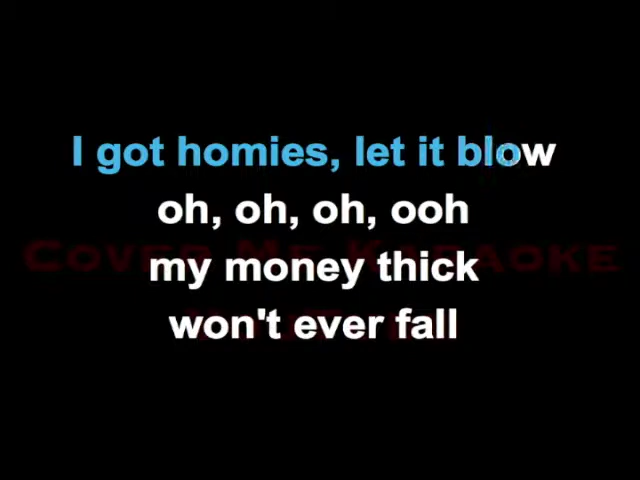 I got homies, let it blow
oh, oh, oh, ooh
Cover Me Karaoke
my money thick
won't ever fall